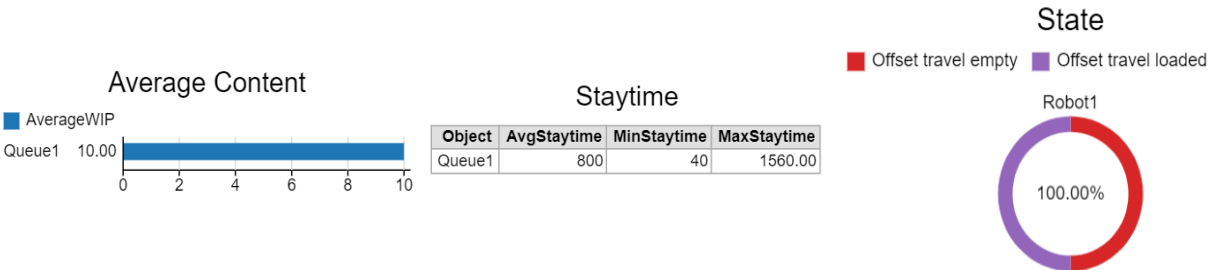 Average Content
AverageWIP
Queue1 10.00
0 2 4 6 8 10
Staytime
Object AvgStaytime MinStaytime MaxStaytime
Queue1 800 40 1560.00
State
Offset travel empty Offset travel loaded
Robot1
100.00%